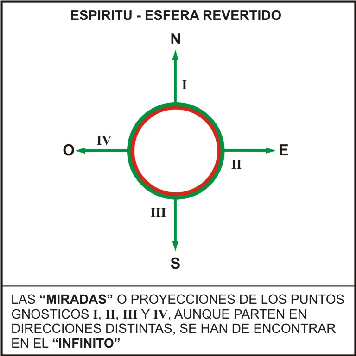 ESPIRITU - ESFERA REVERTIDO
N
I
O
IV
E
II
III
S
LAS “MIRADAS” O PROYECCIONES DE LOS PUNTOS
GNOSTICOS I, II, III Y IV, AUNQUE PARTEN EN
DIRECCIONES DISTINTAS, SE HAN DE ENCONTRAR
EN EL “INFINITO”